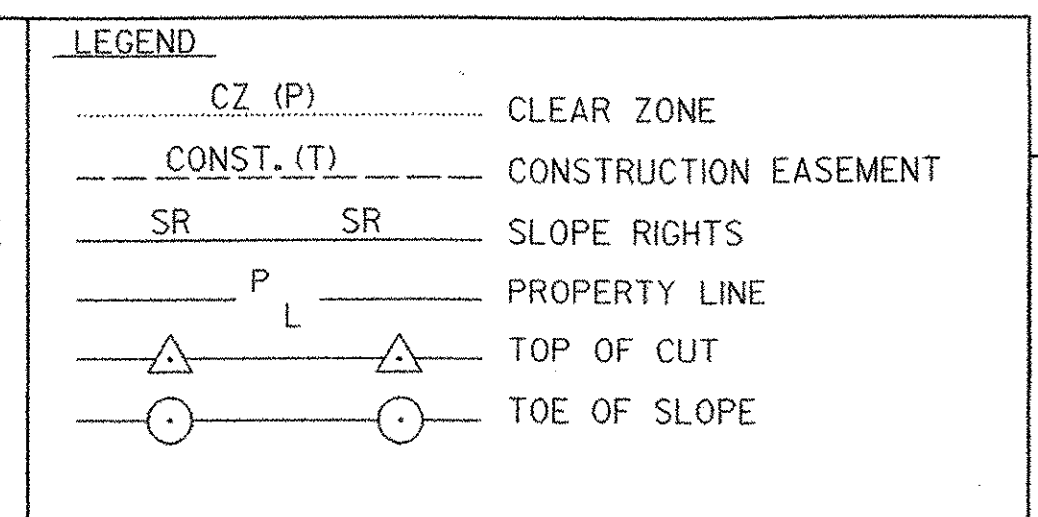 LEGEND
CZ (P) CLEAR ZONE
CONST. (T) CONSTRUCTION EASEMENT
SR SR SLOPE RIGHTS
P L PROPERTY LINE
TOP OF CUT
TOE OF SLOPE